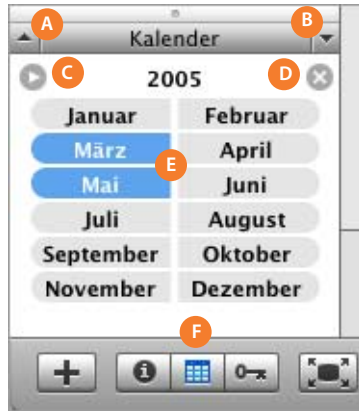 A B
Kalender
C 2005 D
Januar Februar
März E April
Mai Juni
Juli August
September Oktober
November Dezember
F